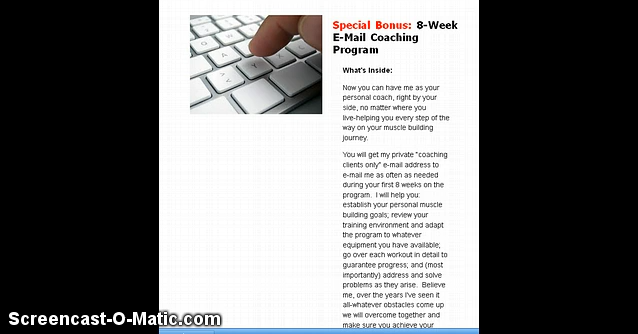 Special Bonus: 8-Week
E-Mail Coaching
Program
What's Inside:
Now you can have me as your
personal coach, right by your
side, no matter where you
live-helping you every step of the
way on your muscle building
journey.
You will get my private "coaching
clients only" e-mail address to
e-mail me as often as needed
during your first 8 weeks on the
program. I will help you:
establish your personal muscle
building goals; review your
training environment and adapt
the program to whatever
equipment you have available;
go over each workout in detail to
guarantee progress; and (most
importantly) address and solve
problems as they arise. Believe
me, over the years I've seen it
all-whatever obstacles come up
we will overcome together and
make sure you achieve your
Screencast-O-Matic.com